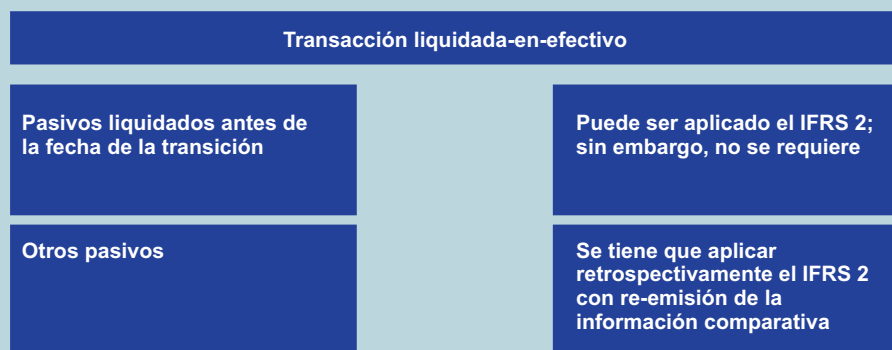 Transacción liquidada-en-efectivo
Pasivos liquidados antes de
la fecha de la transición
Puede ser aplicado el IFRS 2;
sin embargo, no se requiere
Otros pasivos
Se tiene que aplicar
retrospectivamente el IFRS 2
con re-emisión de la
información comparativa